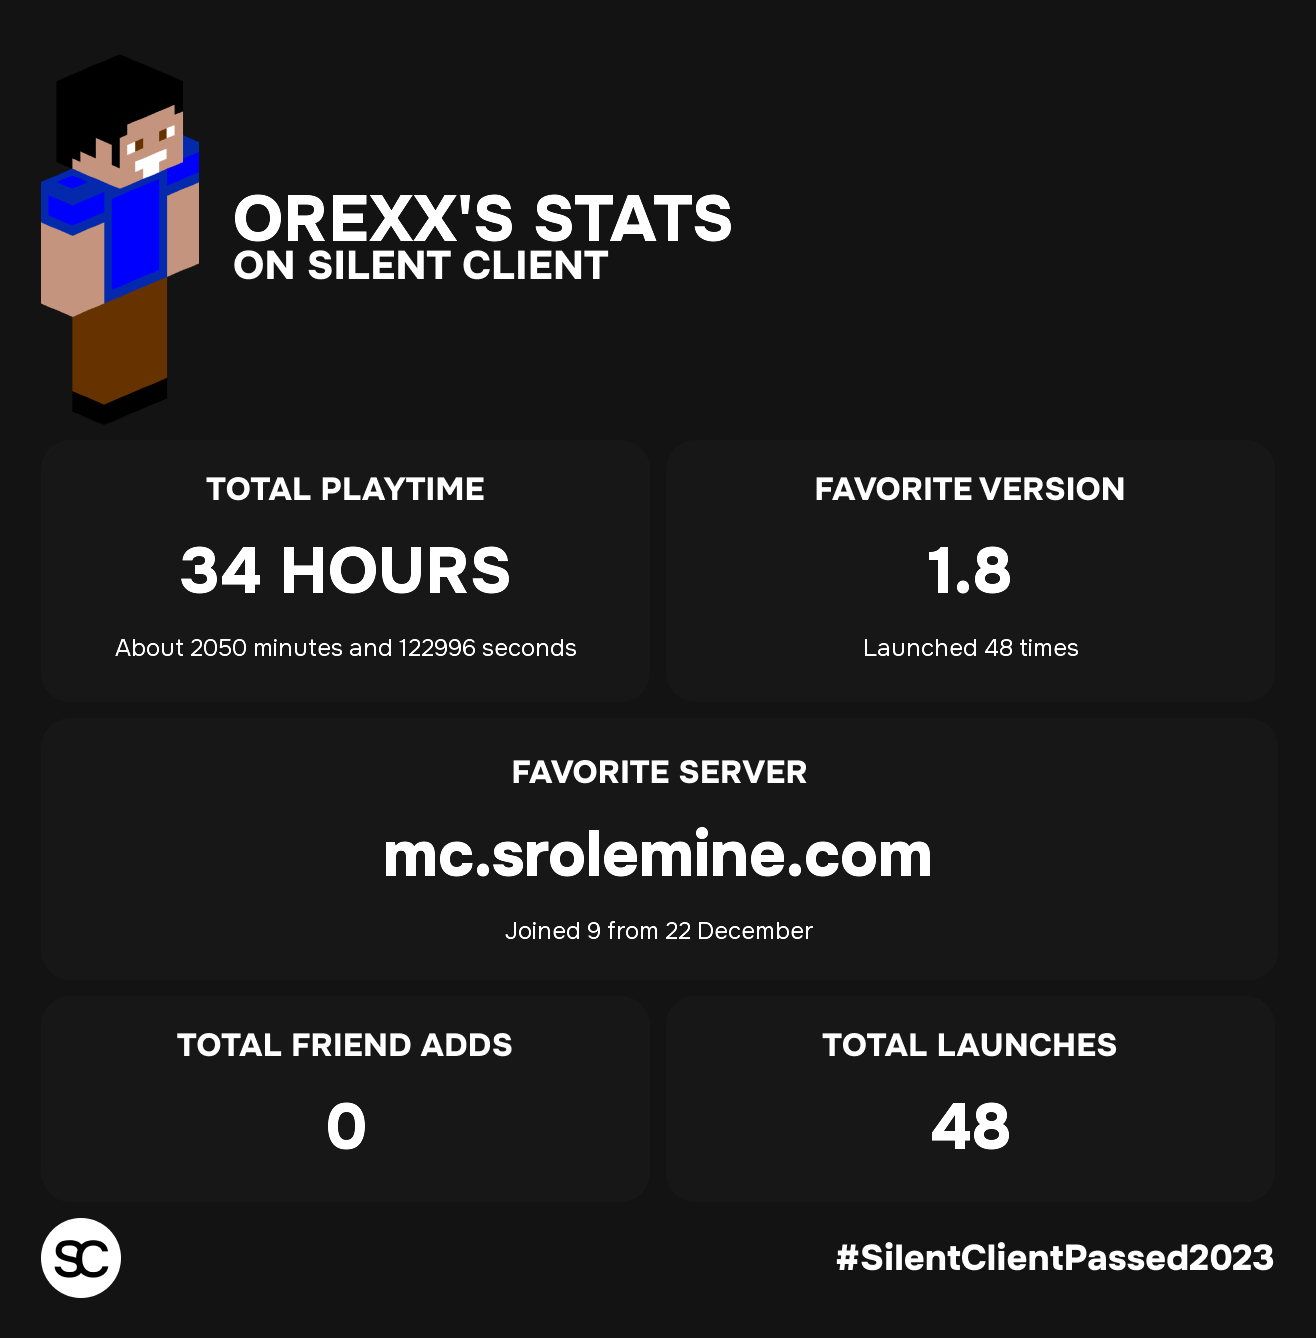 OREXX'S STATS
ON SILENT CLIENT
TOTAL PLAYTIME
34 HOURS
About 2050 minutes and 122996 seconds
FAVORITE VERSION
1.8
Launched 48 times
FAVORITE SERVER
mc.srolemine.com
Joined 9 from 22 December
TOTAL FRIEND ADDS
0
TOTAL LAUNCHES
48
SC
#SilentClientPassed2023